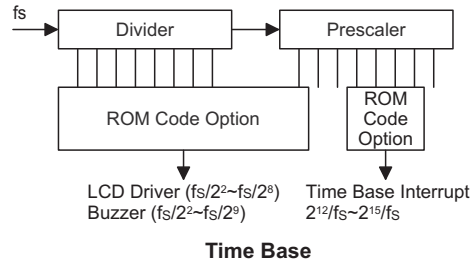 fs
Divider
Prescaler
ROM Code Option
ROM
Code
Option
LCD Driver (fS/2²~fS/2⁸)
Buzzer (fS/2²~fS/2⁹)
Time Base Interrupt
2¹²/fS~2¹⁵/fS
Time Base